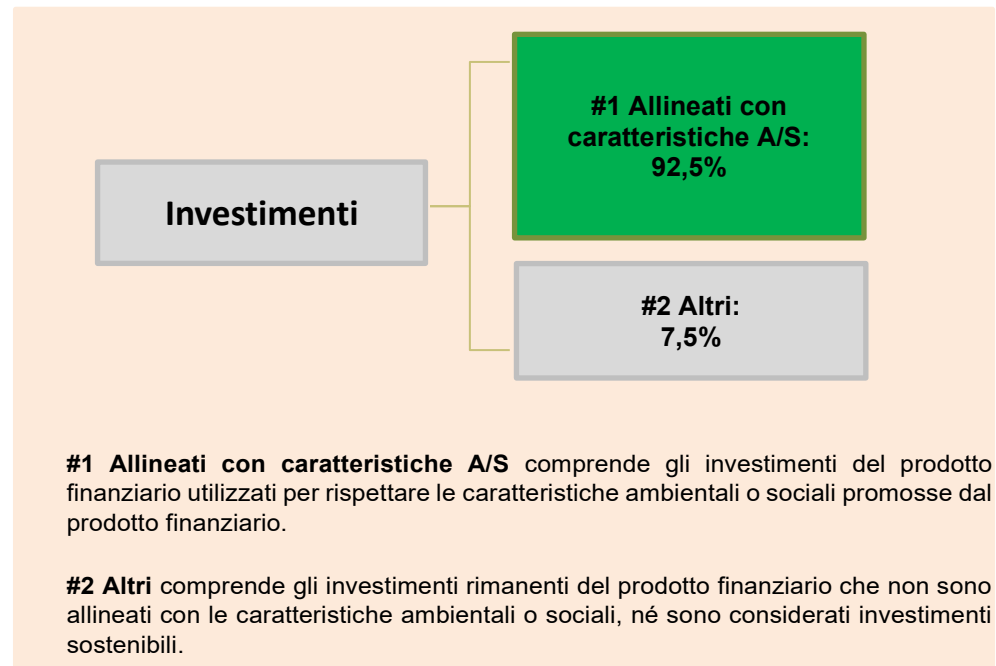 #1 Allineati con
caratteristiche A/S:
92,5%
Investimenti
#2 Altri:
7,5%
#1 Allineati con caratteristiche A/S comprende gli investimenti del prodotto
finanziario utilizzati per rispettare le caratteristiche ambientali o sociali promosse dal
prodotto finanziario.
#2 Altri comprende gli investimenti rimanenti del prodotto finanziario che non sono
allineati con le caratteristiche ambientali o sociali, né sono considerati investimenti
sostenibili.